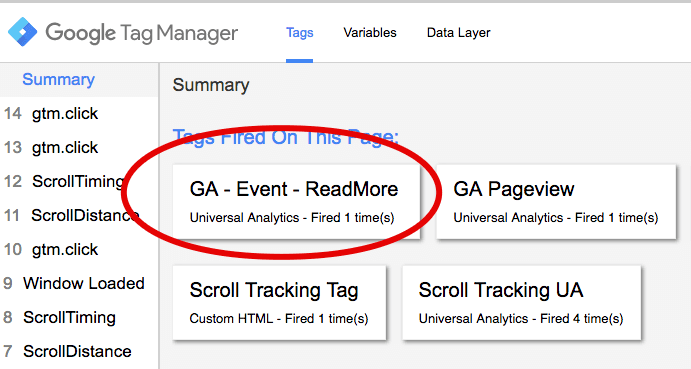 Google Tag Manager
Tags
Variables
Data Layer
Summary
14 gtm.click
13 gtm.click
12 ScrollTiming
11 ScrollDistance
10 gtm.click
9 Window Loaded
8 ScrollTiming
7 ScrollDistance
Summary
Tags Fired On This Page:
GA - Event - ReadMore
Universal Analytics - Fired 1 time(s)
GA Pageview
Universal Analytics - Fired 1 time(s)
Scroll Tracking Tag
Custom HTML - Fired 1 time(s)
Scroll Tracking UA
Universal Analytics - Fired 4 time(s)